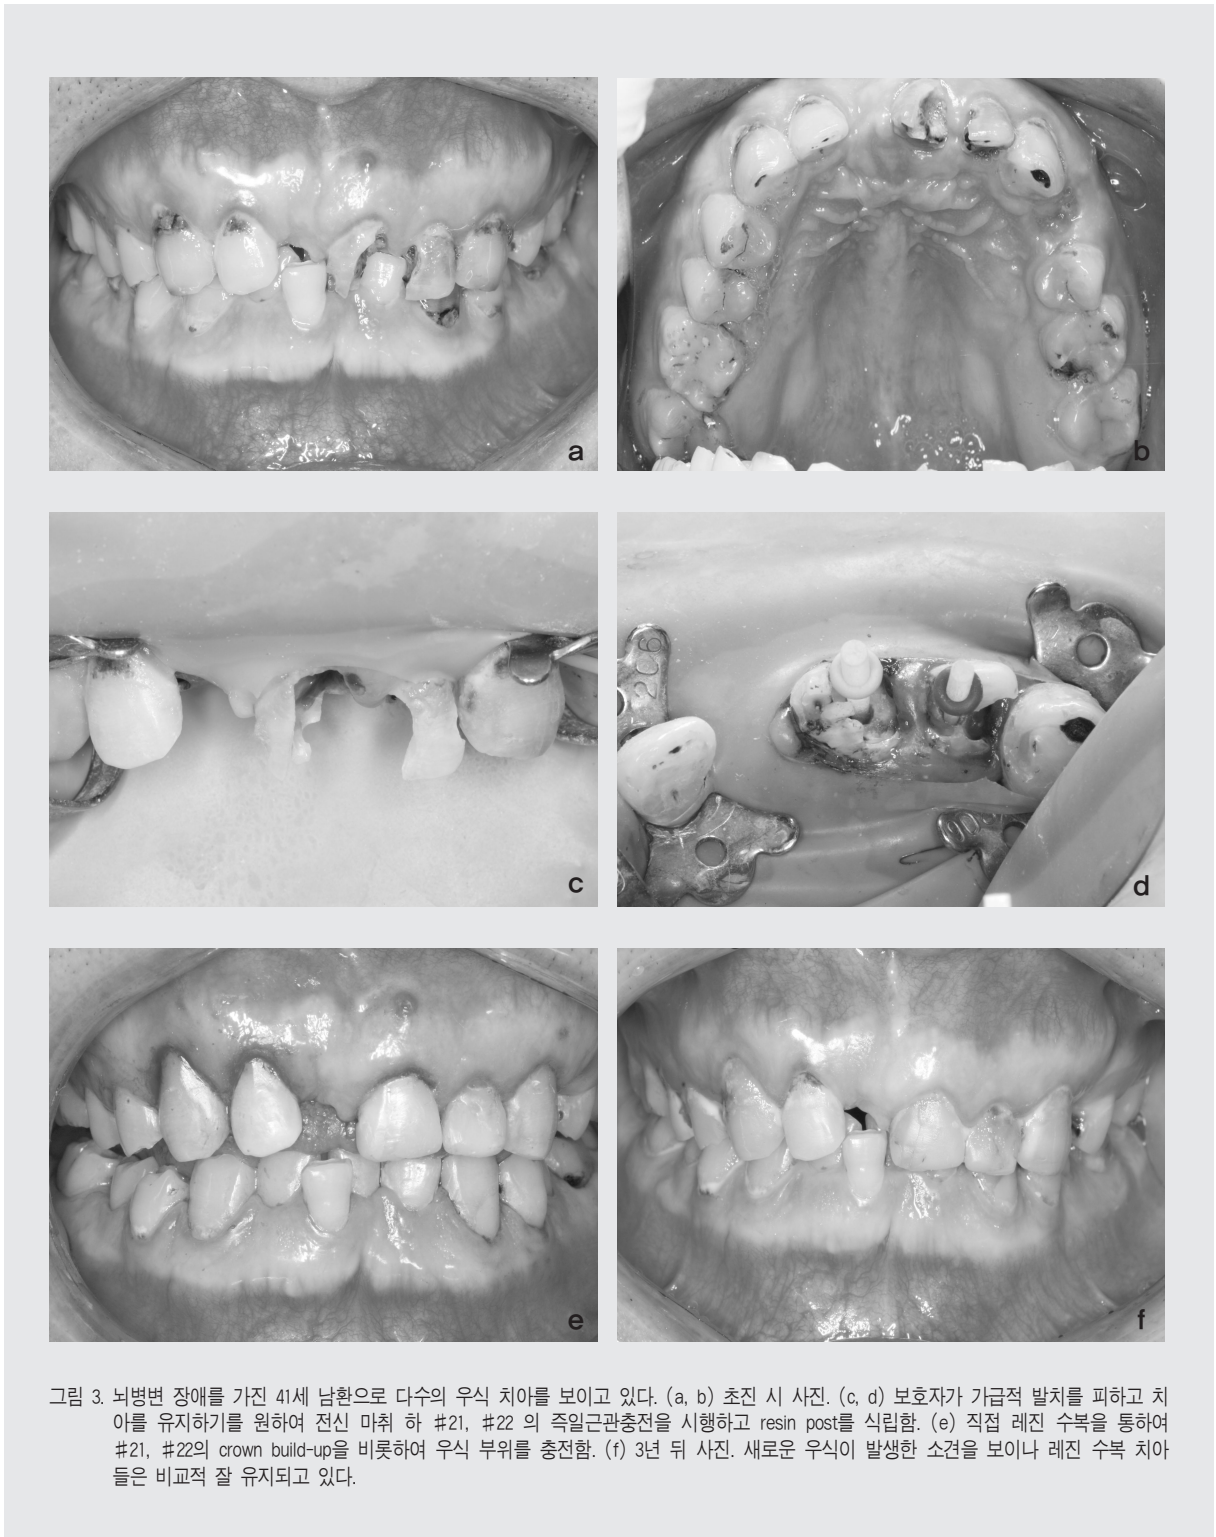 a
b
206
c
d
e
f
그림 3. 뇌병변 장애를 가진 41세 남환으로 다수의 우식 치아를 보이고 있다. (a, b) 초진 시 사진. (c, d) 보호자가 가급적 발치를 피하고 치
아를 유지하기를 원하여 전신 마취 하 #21, #22 의 즉일근관충전을 시행하고 resin post를 식립함. (e) 직접 레진 수복을 통하여
#21, #22의 crown build-up을 비롯하여 우식 부위를 충전함. (f) 3년 뒤 사진. 새로운 우식이 발생한 소견을 보이나 레진 수복 치아
들은 비교적 잘 유지되고 있다.